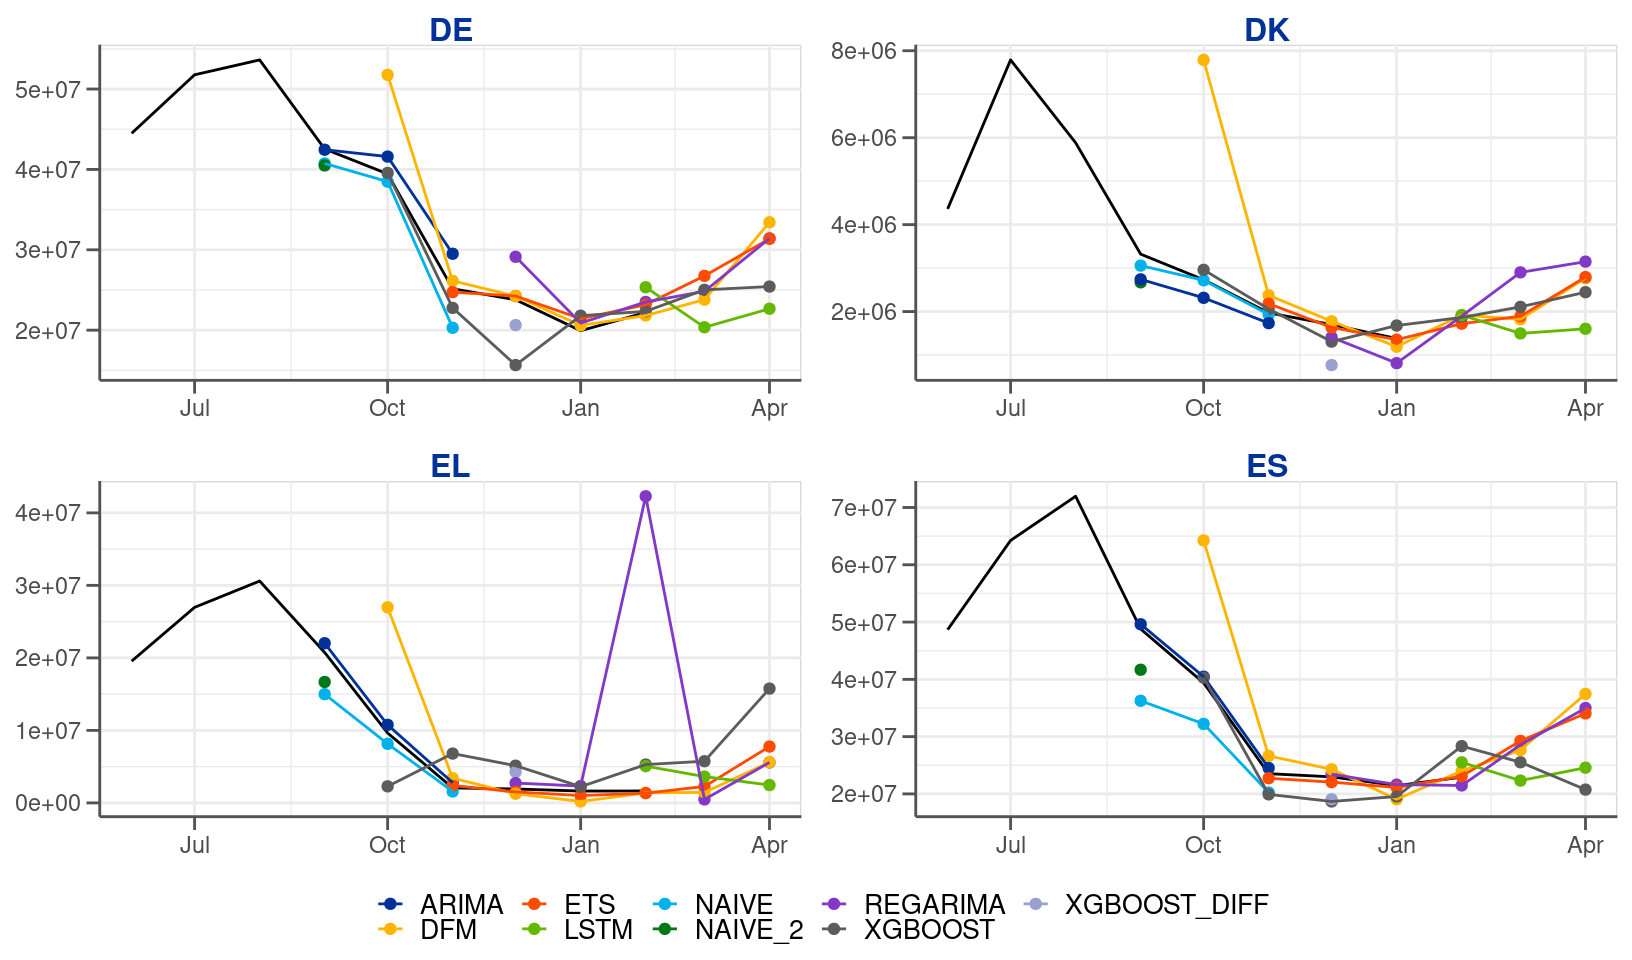 DE
DK
5e+07
4e+07
3e+07
2e+07
Jul Oct Jan Apr
8e+06
6e+06
4e+06
2e+06
Jul Oct Jan Apr
EL
ES
4e+07
3e+07
2e+07
1e+07
0e+00
Jul Oct Jan Apr
7e+07
6e+07
5e+07
4e+07
3e+07
2e+07
Jul Oct Jan Apr
ARIMA ETS NAIVE REGARIMA XGBOOST_DIFF
DFM LSTM NAIVE_2 XGBOOST